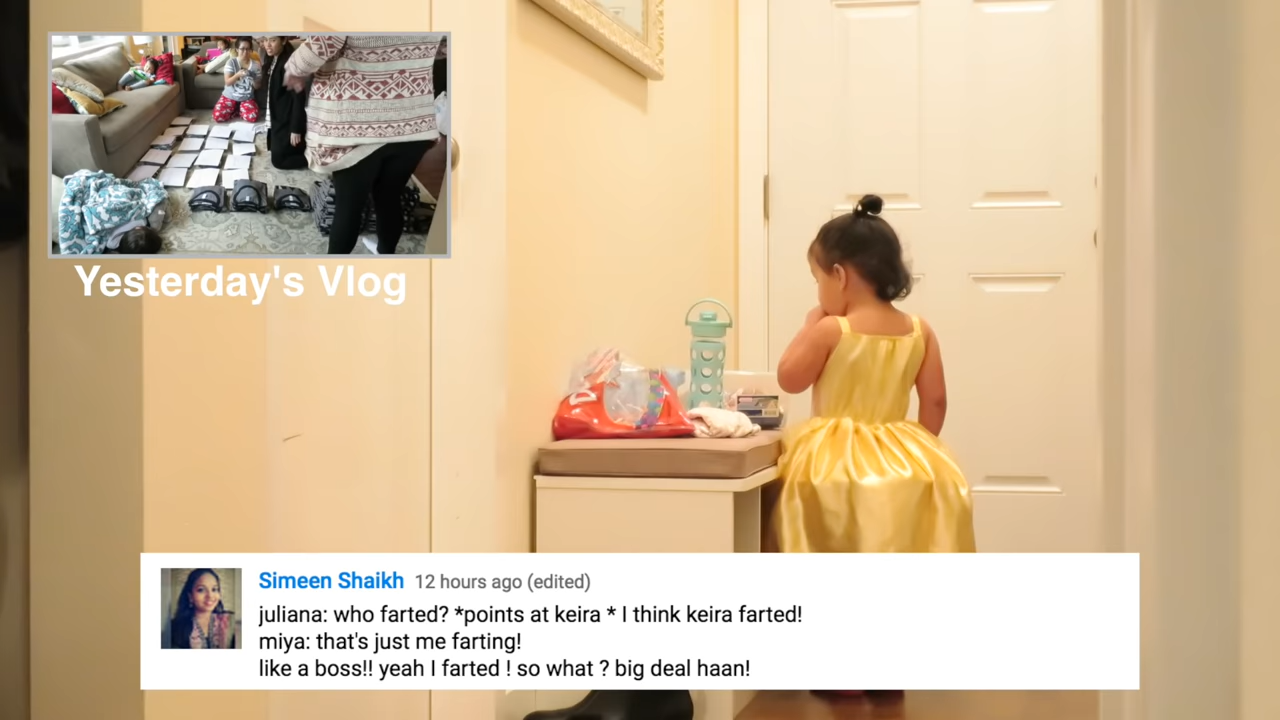 Yesterday's Vlog
Simeen Shaikh 12 hours ago (edited)
juliana: who farted? *points at keira * I think keira farted!
miya: that's just me farting!
like a boss!! yeah I farted ! so what ? big deal haan!